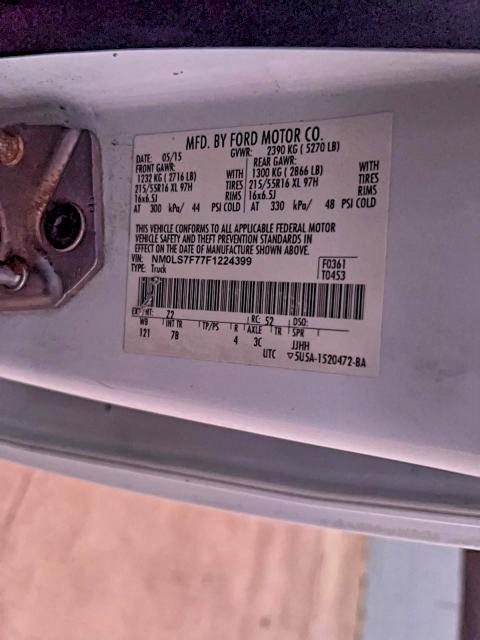 MFD. BY FORD MOTOR CO.
DATE: 05/15 GVWR: 2390 KG ( 5270 LB)
FRONT GAWR: REAR GAWR:
1232 KG ( 2716 LB) WITH 1300 KG ( 2866 LB) WITH
215/55R16 XL 97H TIRES 215/55R16 XL 97H TIRES
16x6.5J RIMS 16x6.5J RIMS
AT 300 kPa/ 44 PSI COLD AT 330 kPa/ 48 PSI COLD
THIS VEHICLE CONFORMS TO ALL APPLICABLE FEDERAL MOTOR
VEHICLE SAFETY AND THEFT PREVENTION STANDARDS IN
EFFECT ON THE DATE OF MANUFACTURE SHOWN ABOVE.
VIN: NM0LS7F77F1224399 F0361
TYPE: Truck T0453
EXT PNT: Z2 RC: 52 DSO:
WB INT TR TP/PS R AXLE TR SPR
121 7B 4 3C JJHH
UTC ▽5U5A-1520472-BA